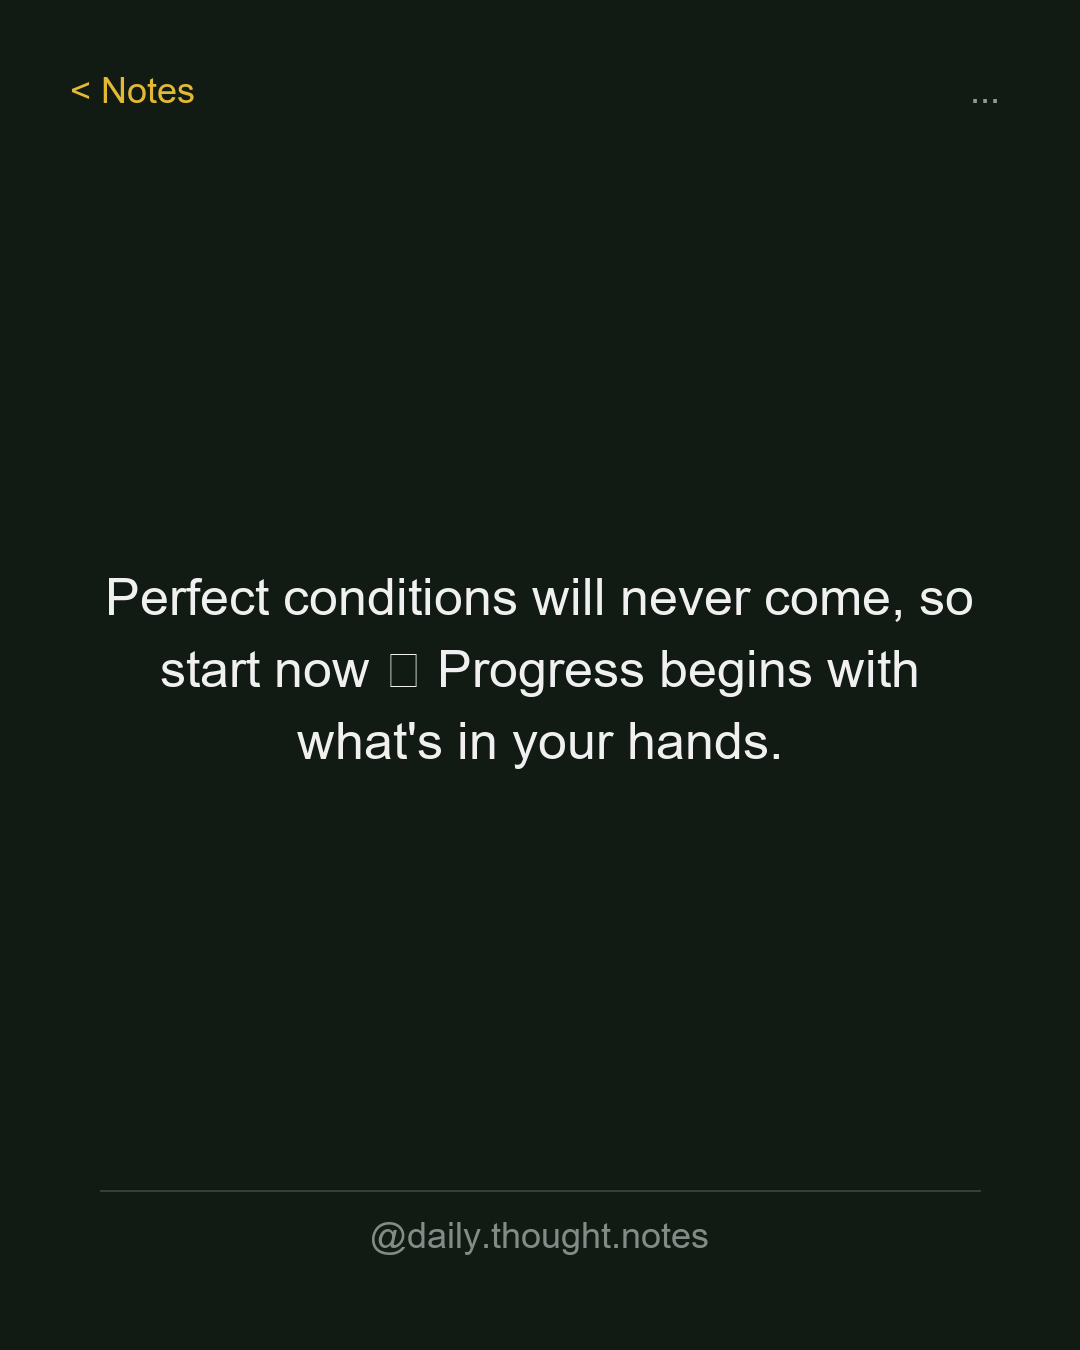 < Notes
...
Perfect conditions will never come, so
start now □ Progress begins with
what's in your hands.
@daily.thought.notes